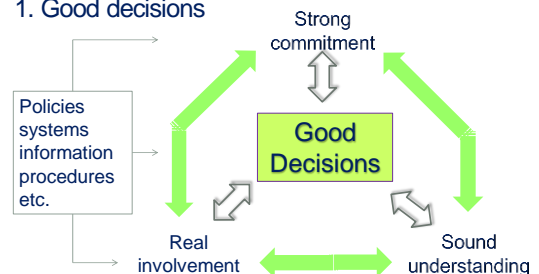 1. Good decisions
Strong
commitment
Policies
systems
information
procedures
etc.
Good
Decisions
Real
involvement
Sound
understanding